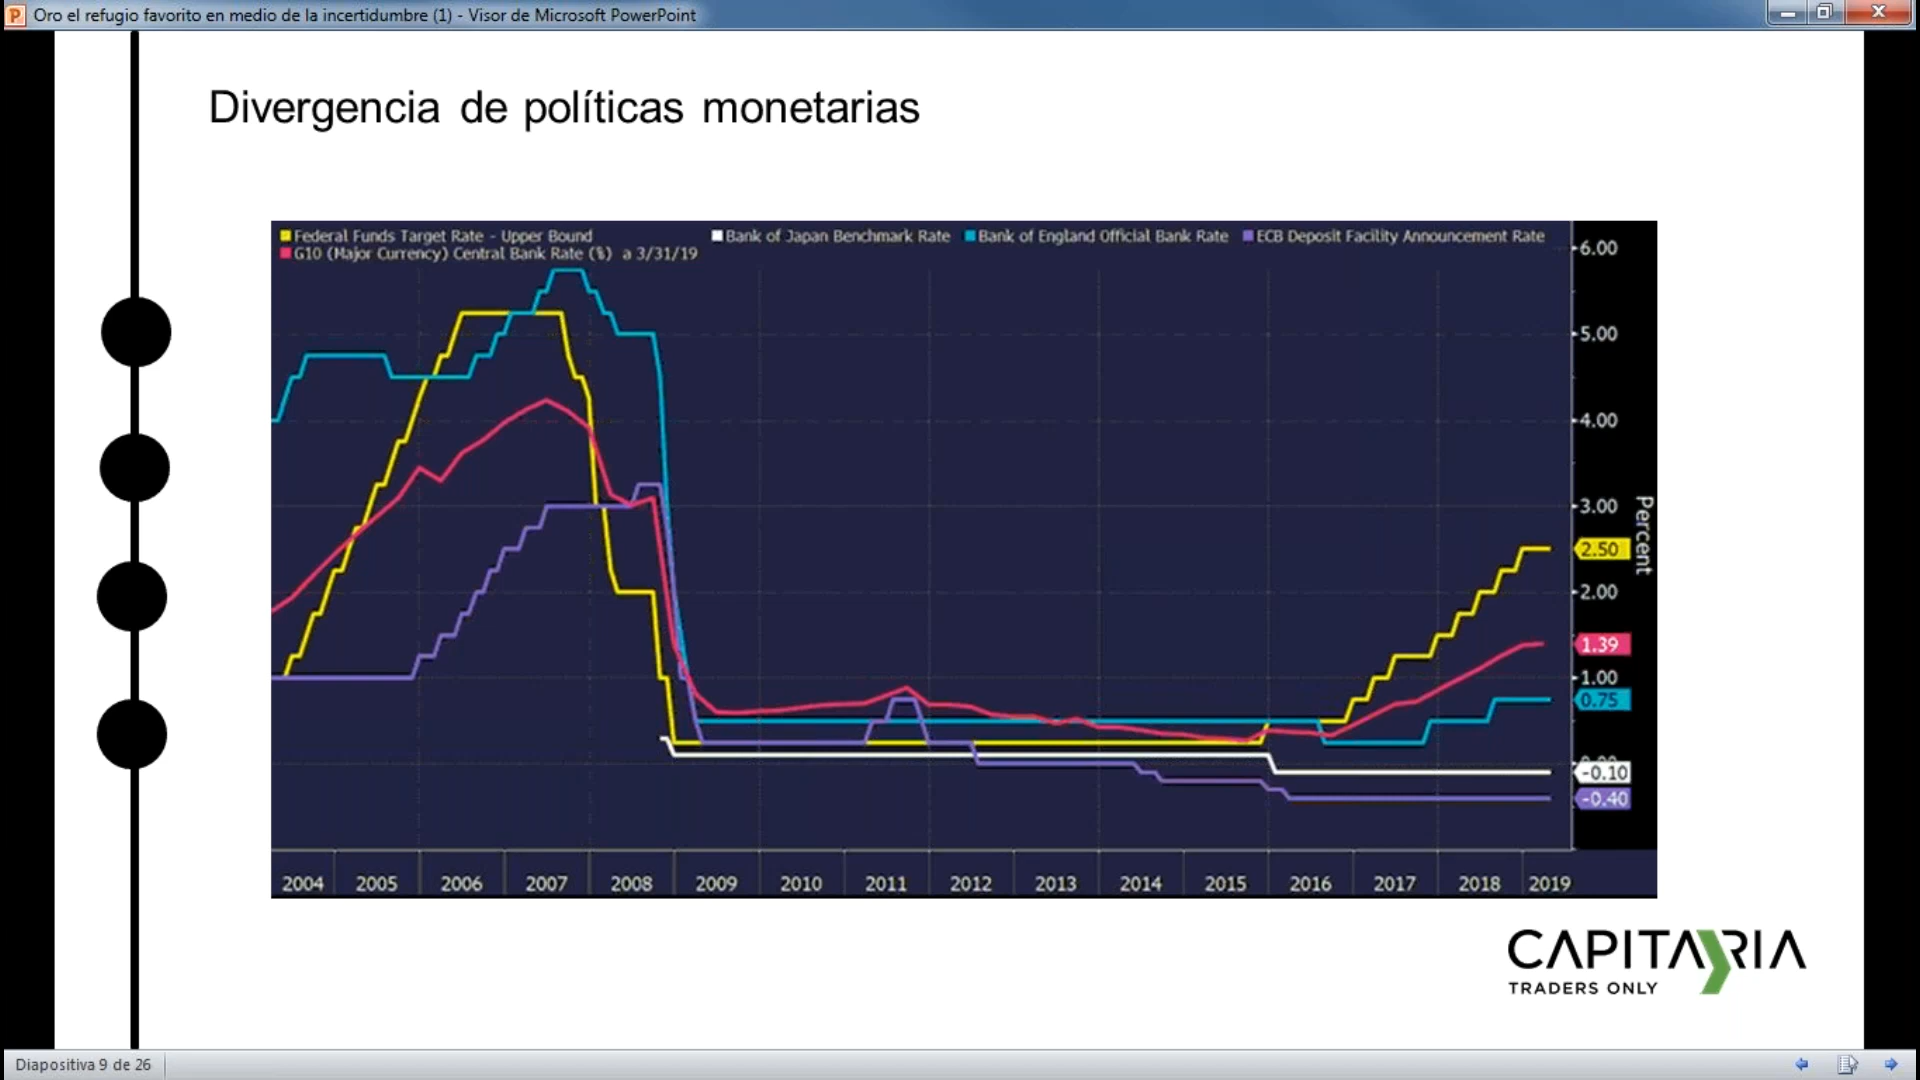 Oro el refugio favorito en medio de la incertidumbre (1) - Visor de Microsoft PowerPoint
Divergencia de políticas monetarias
Federal Funds Target Rate - Upper Bound
Bank of Japan Benchmark Rate
Bank of England Official Bank Rate
ECB Deposit Facility Announcement Rate
G10 (Major Currency) Central Bank Rate (%) a 3/31/19
6.00
5.00
4.00
3.00
2.50
2.00
1.39
1.00
0.75
0.00
-0.10
-0.40
Percent
2004 2005 2006 2007 2008 2009 2010 2011 2012 2013 2014 2015 2016 2017 2018 2019
CAPITARIA
TRADERS ONLY
Diapositiva 9 de 26